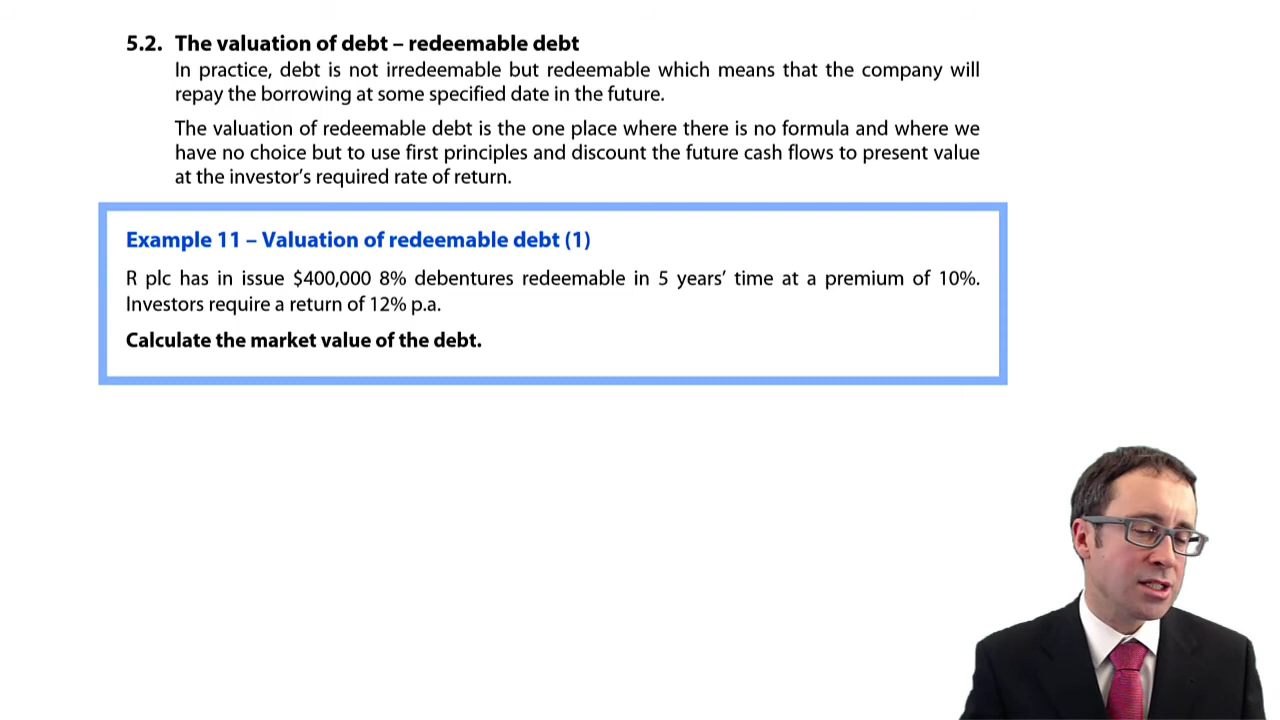 5.2. The valuation of debt – redeemable debt
In practice, debt is not irredeemable but redeemable which means that the company will
repay the borrowing at some specified date in the future.
The valuation of redeemable debt is the one place where there is no formula and where we
have no choice but to use first principles and discount the future cash flows to present value
at the investor's required rate of return.
Example 11 – Valuation of redeemable debt (1)
R plc has in issue $400,000 8% debentures redeemable in 5 years' time at a premium of 10%.
Investors require a return of 12% p.a.
Calculate the market value of the debt.